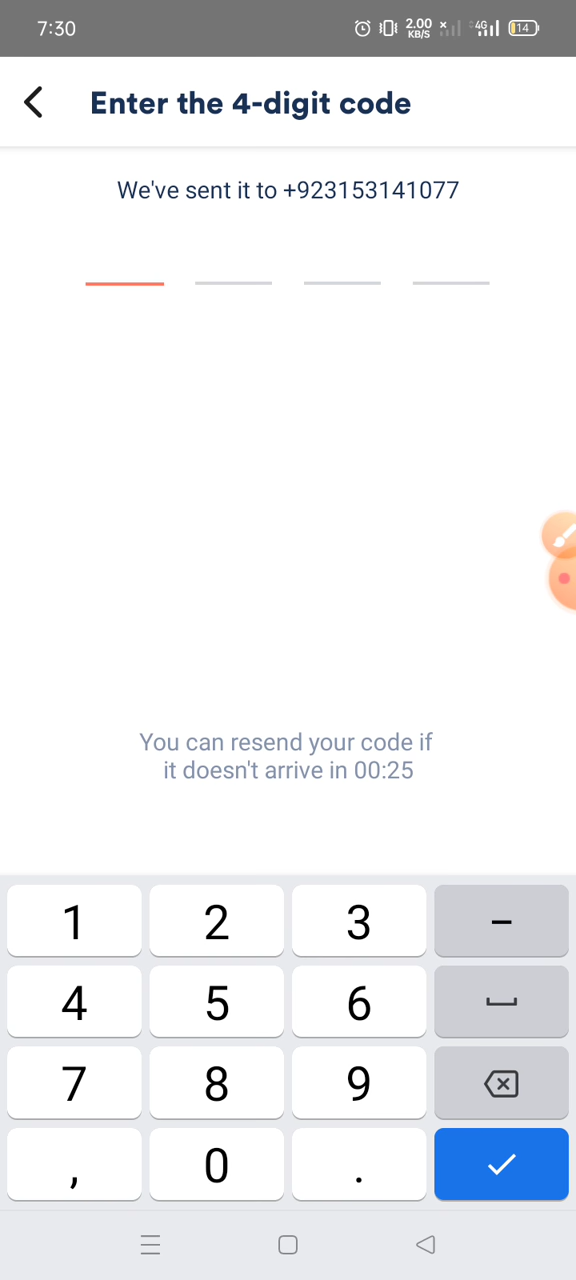 7:30 2.00 KB/S 4G 14
Enter the 4-digit code
We've sent it to +923153141077
You can resend your code if
it doesn't arrive in 00:25
1 2 3 –
4 5 6
7 8 9
, 0 .